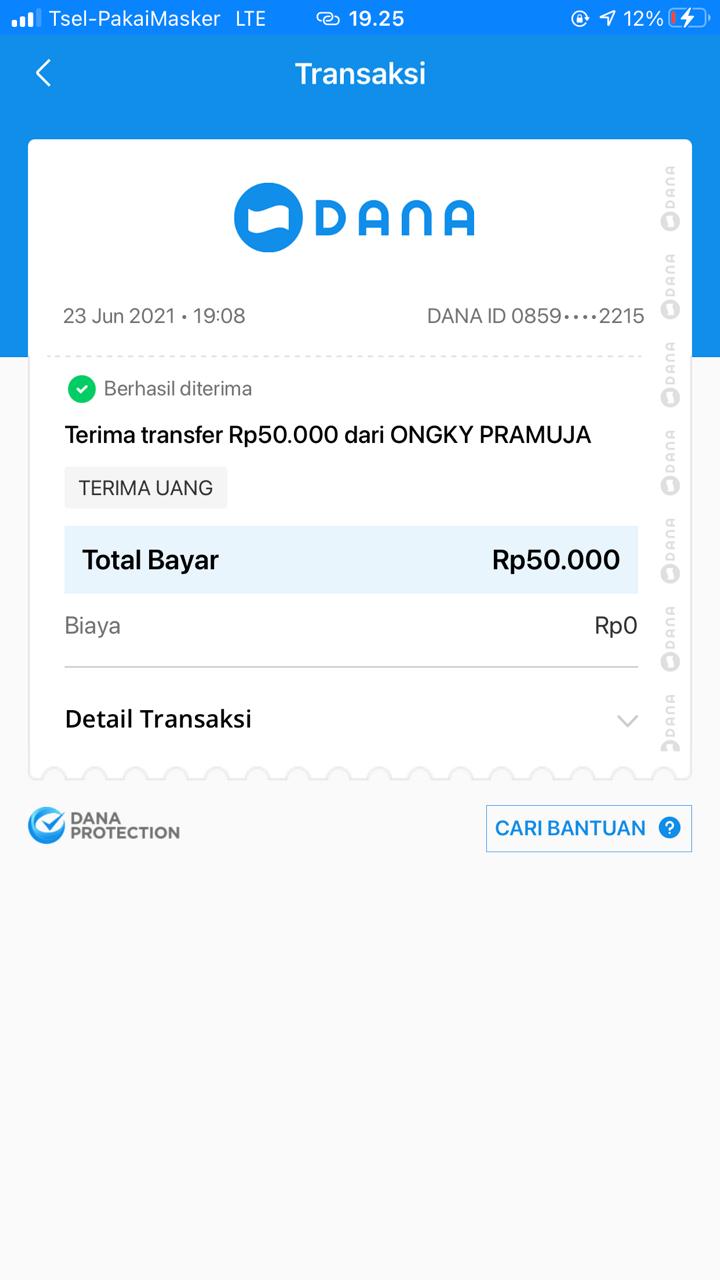 Tsel-PakaiMasker LTE 19.25 12%
Transaksi
DANA
23 Jun 2021 • 19:08 DANA ID 0859••••2215
Berhasil diterima
Terima transfer Rp50.000 dari ONGKY PRAMUJA
TERIMA UANG
Total Bayar Rp50.000
Biaya Rp0
Detail Transaksi
DANA
DANA
DANA
DANA
DANA
DANA
DANA
DANA
PROTECTION
CARI BANTUAN ?